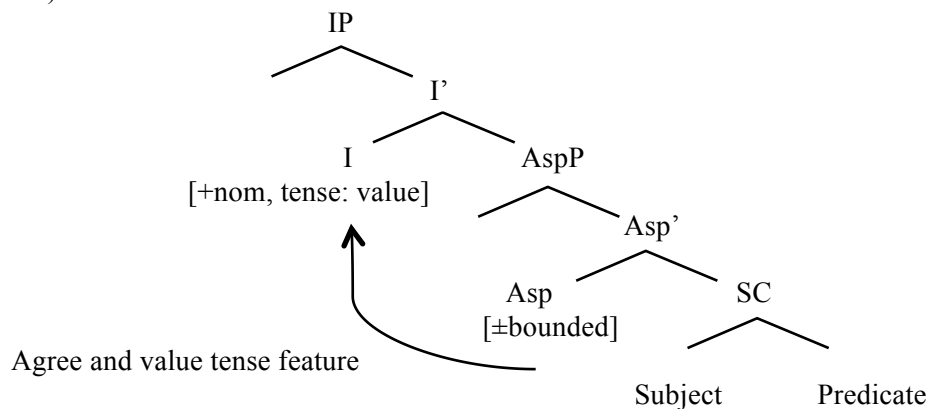 IP
I’
I AspP
[+nom, tense: value]
Asp’
Asp SC
[±bounded]
Agree and value tense feature
Subject Predicate